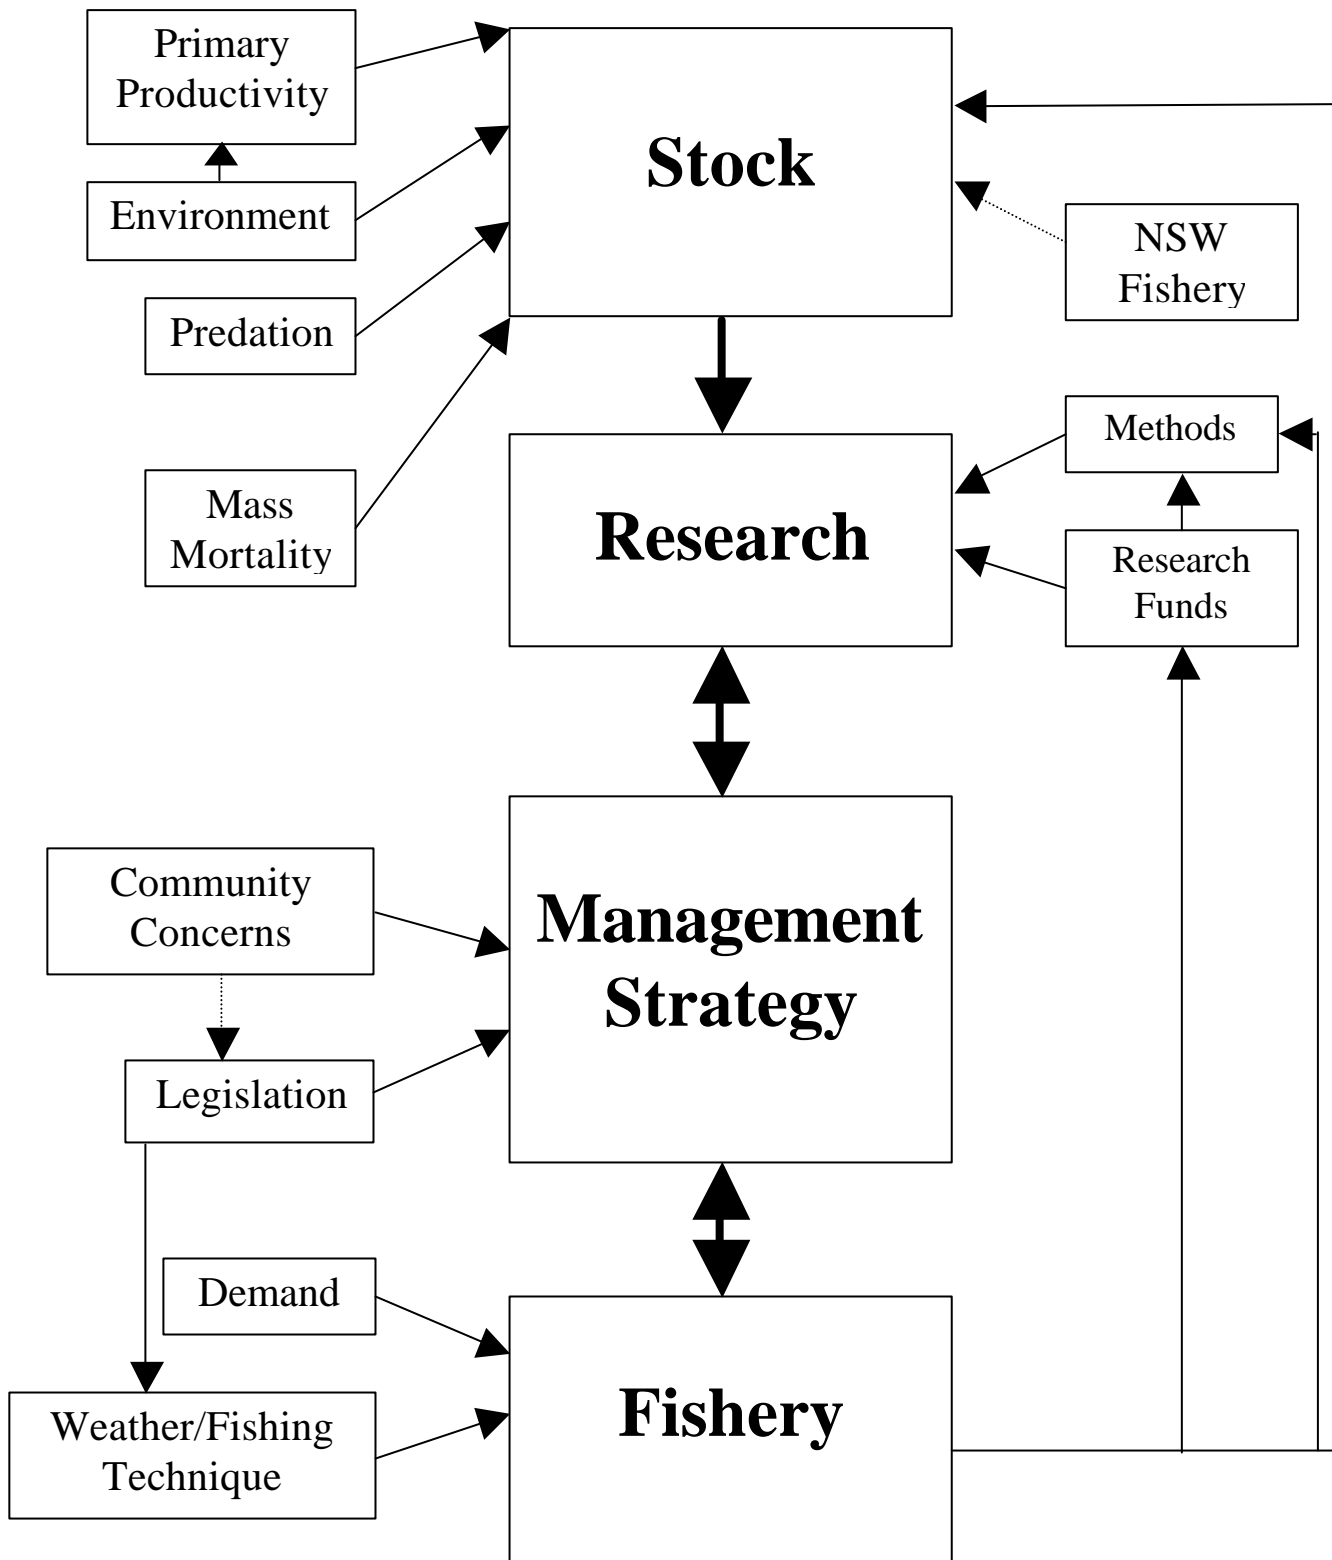 Primary
Productivity
Stock
Environment
NSW
Fishery
Predation
Methods
Mass
Mortality
Research
Research
Funds
Community
Concerns
Management
Strategy
Legislation
Demand
Fishery
Weather/Fishing
Technique